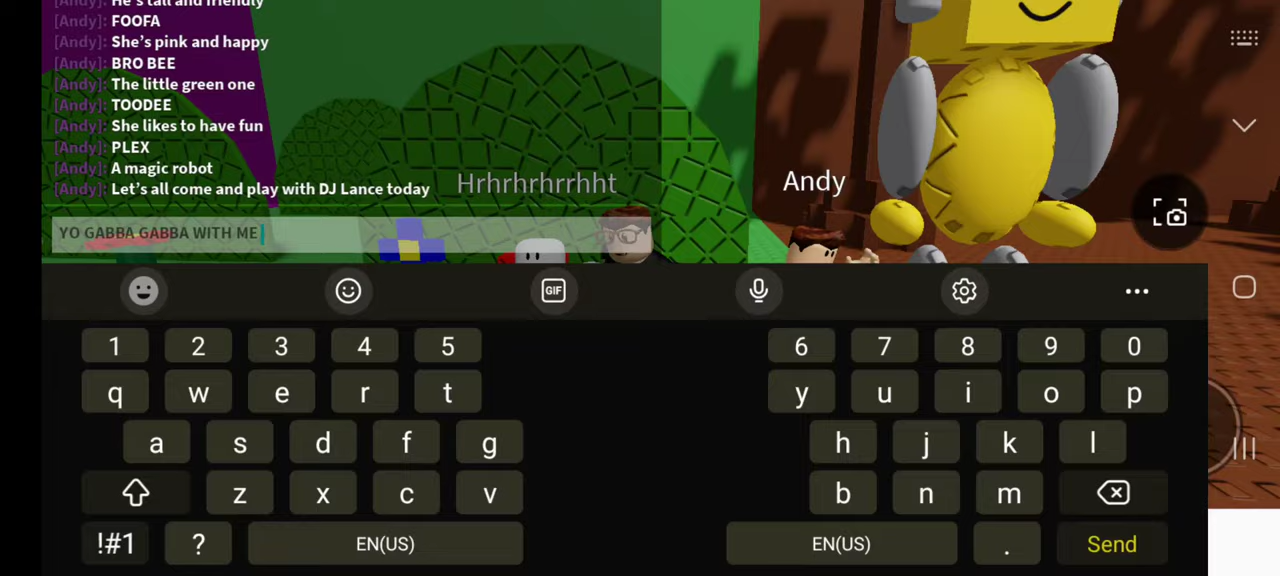 [Andy]: He's tall and friendly
[Andy]: FOOFA
[Andy]: She's pink and happy
[Andy]: BRO BEE
[Andy]: The little green one
[Andy]: TOODEE
[Andy]: She likes to have fun
[Andy]: PLEX
[Andy]: A magic robot
[Andy]: Let's all come and play with DJ Lance today
Hrhrhrhrrhht
Andy
YO GABBA GABBA WITH ME
GIF
1 2 3 4 5 6 7 8 9 0
q w e r t y u i o p
a s d f g h j k l
z x c v b n m
!#1 ? EN(US) EN(US) . Send